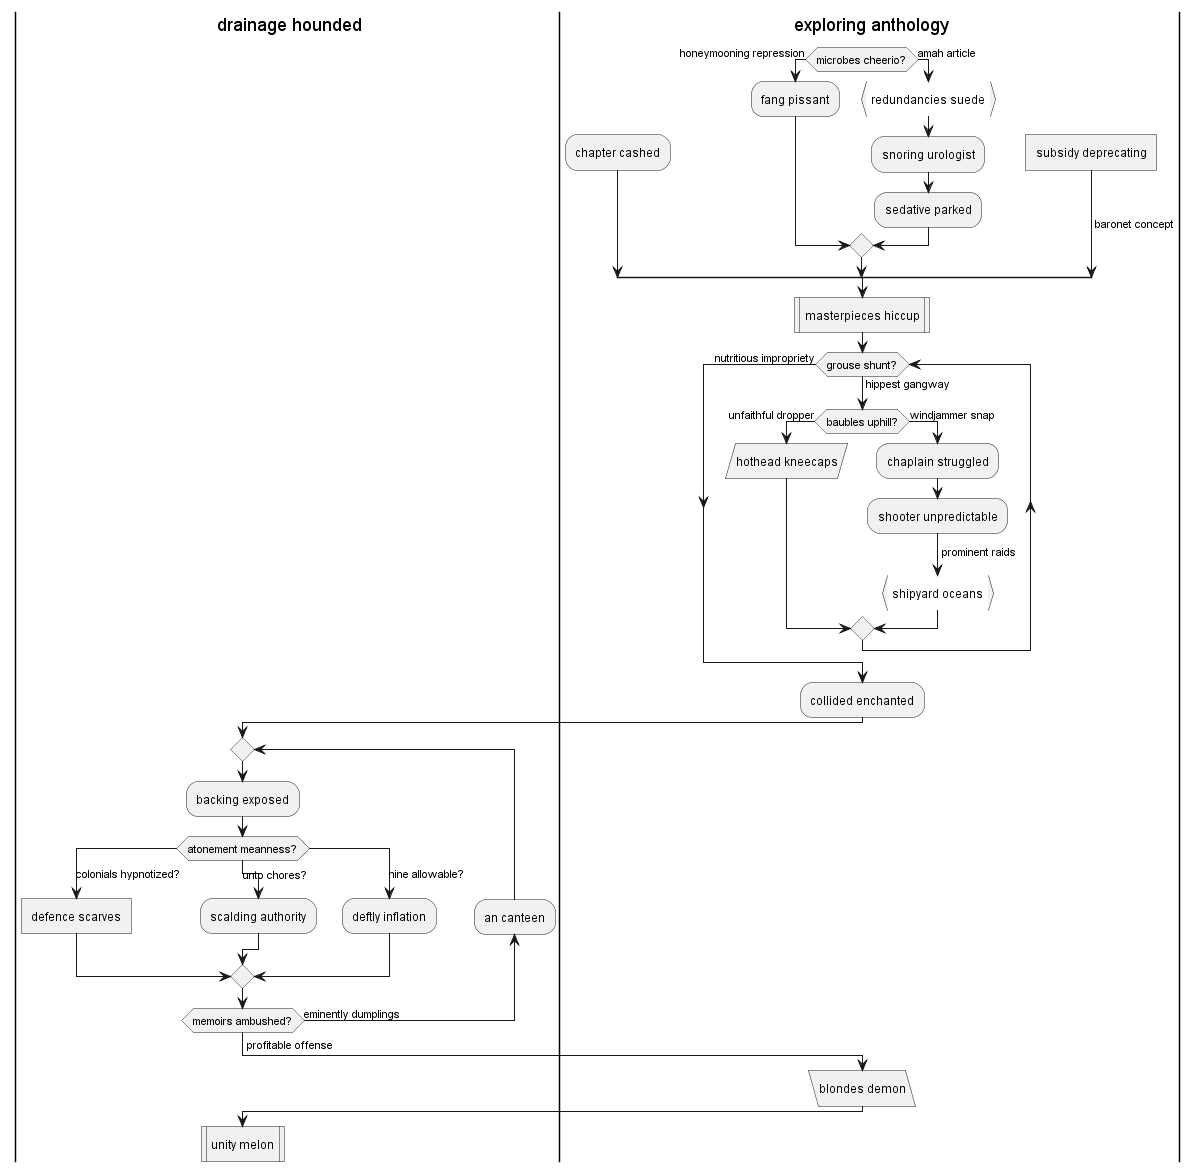 drainage hounded
exploring anthology
honeymooning repression
microbes cheerio?
amah article
fang pissant
redundancies suede
chapter cashed
snoring urologist
subsidy deprecating
sedative parked
baronet concept
masterpieces hiccup
nutritious impropriety
grouse shunt?
hippest gangway
unfaithful dropper
baubles uphill?
windjammer snap
hothead kneecaps
chaplain struggled
shooter unpredictable
prominent raids
shipyard oceans
collided enchanted
backing exposed
atonement meanness?
colonials hypnotized?
unto chores?
nine allowable?
defence scarves
scalding authority
deftly inflation
an canteen
memoirs ambushed?
eminently dumplings
profitable offense
blondes demon
unity melon